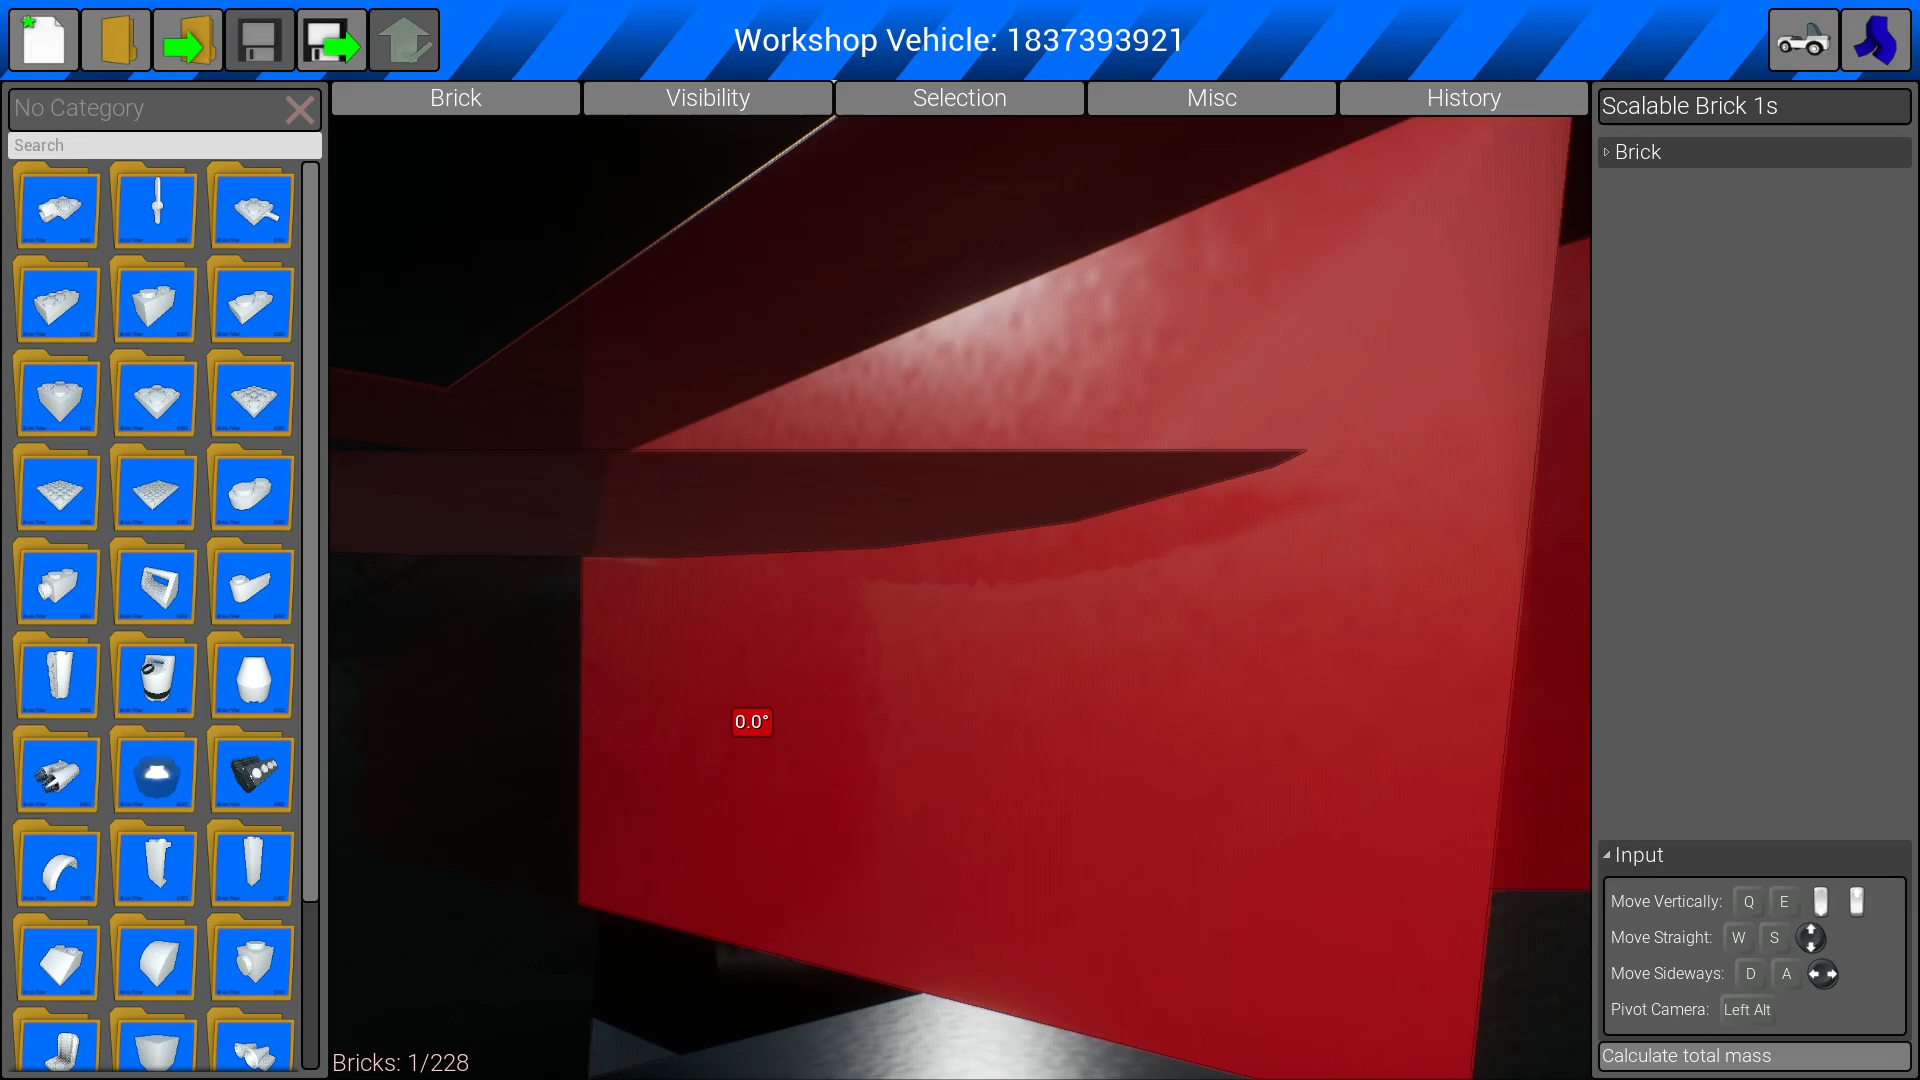 Workshop Vehicle: 1837393921
No Category
Search
Brick
Visibility
Selection
Misc
History
Scalable Brick 1s
Brick
0.0°
Bricks: 1/228
Input
Move Vertically: Q E
Move Straight: W S
Move Sideways: D A
Pivot Camera: Left Alt
Calculate total mass